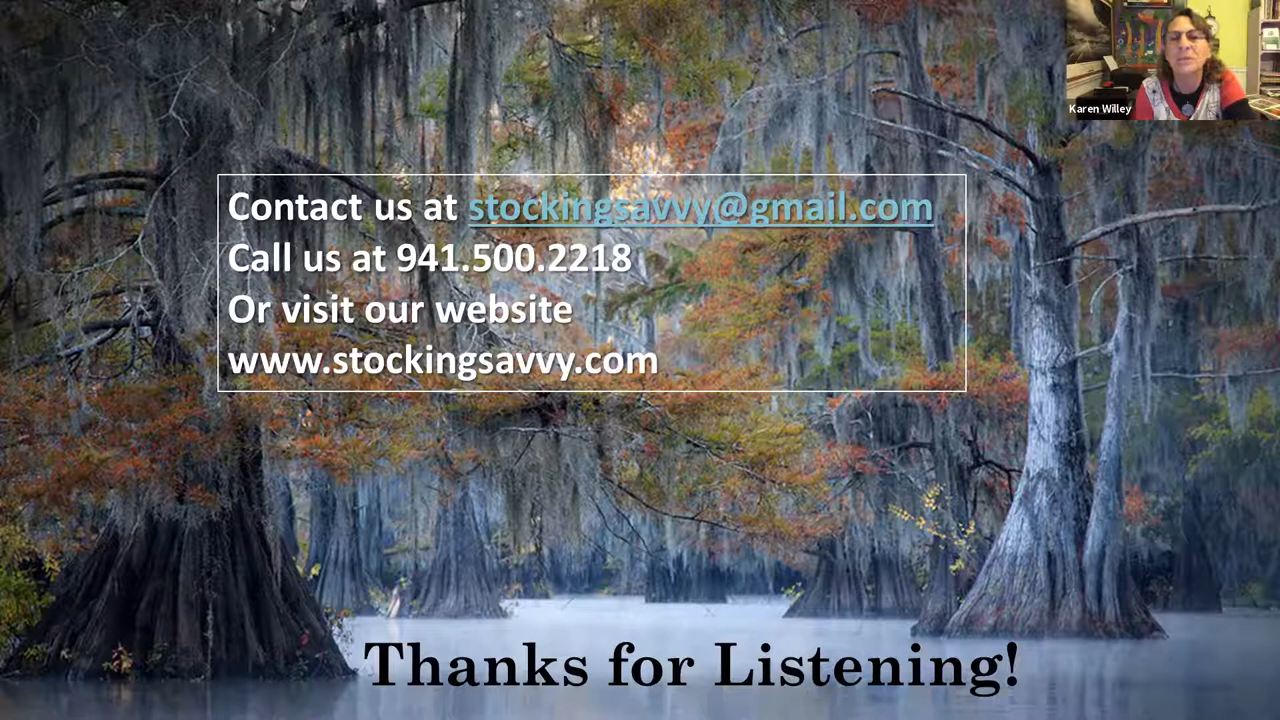 Karen Willey
Contact us at stockingsavvy@gmail.com
Call us at 941.500.2218
Or visit our website
www.stockingsavvy.com
Thanks for Listening!